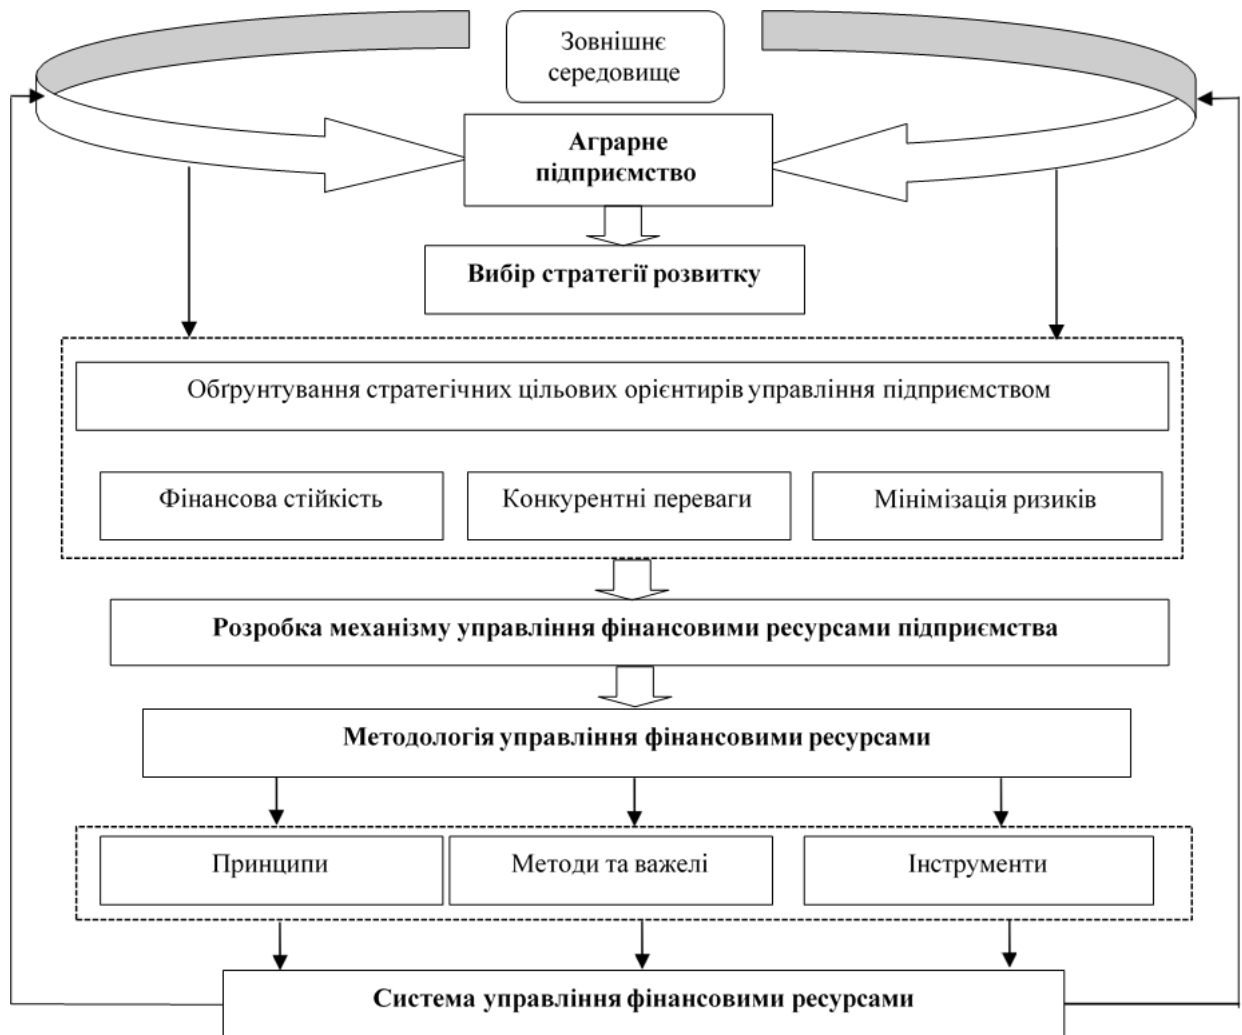 Зовнішнє
середовище
Аграрне
підприємство
Вибір стратегії розвитку
Обґрунтування стратегічних цільових орієнтирів управління підприємством
Фінансова стійкість
Конкурентні переваги
Мінімізація ризиків
Розробка механізму управління фінансовими ресурсами підприємства
Методологія управління фінансовими ресурсами
Принципи
Методи та важелі
Інструменти
Система управління фінансовими ресурсами